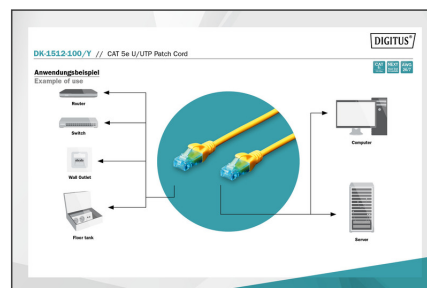 DIGITUS®
DK-1512-100/Y // CAT 5e U/UTP Patch Cord
Anwendungsbeispiel
Example of use
Router
Switch
Wall Outlet
Floor tank
Computer
Server